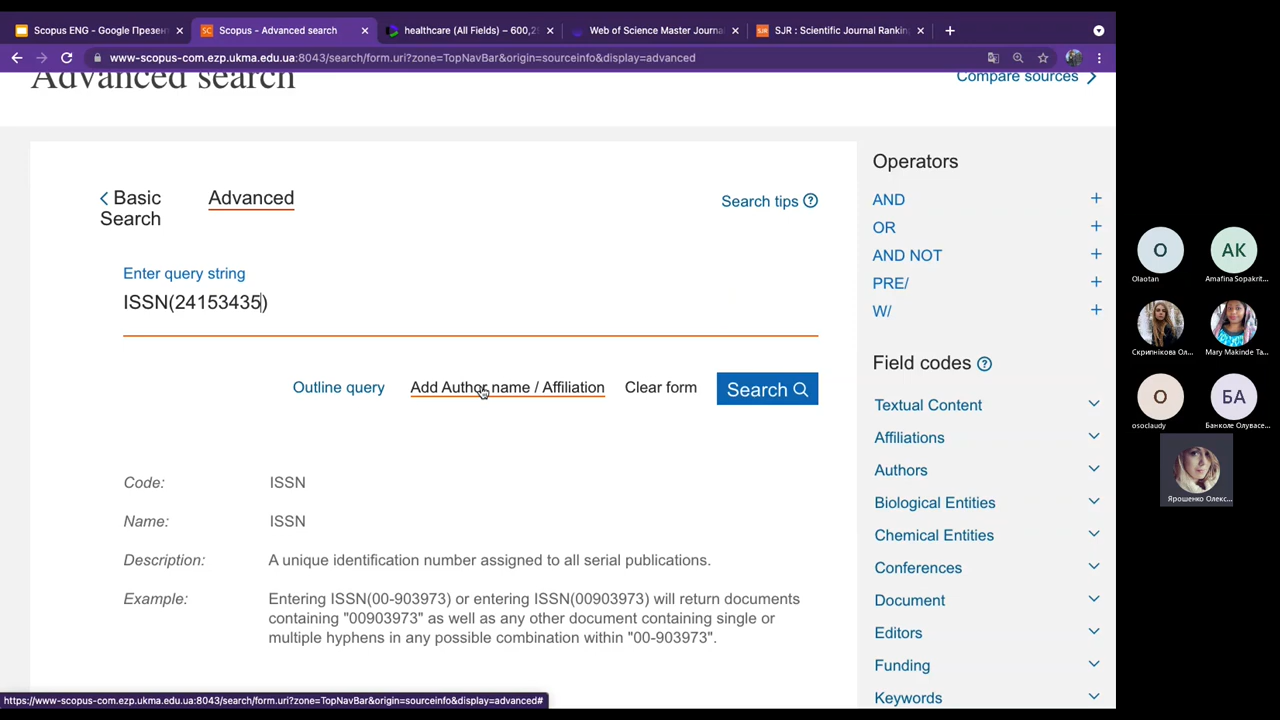 Scopus ENG - Google Презент
Scopus - Advanced search
healthcare (All Fields) – 600,2
Web of Science Master Journa
SJR : Scientific Journal Rankin
www-scopus-com.ezp.ukma.edu.ua:8043/search/form.uri?zone=TopNavBar&origin=sourceinfo&display=advanced
Advanced search
Compare sources
Basic
Search
Advanced
Search tips
Enter query string
ISSN(24153435)
Outline query
Add Author name / Affiliation
Clear form
Search
Code: ISSN
Name: ISSN
Description: A unique identification number assigned to all serial publications.
Example: Entering ISSN(00-903973) or entering ISSN(00903973) will return documents
containing "00903973" as well as any other document containing single or
multiple hyphens in any possible combination within "00-903973".
Operators
AND
OR
AND NOT
PRE/
W/
Field codes
Textual Content
Affiliations
Authors
Biological Entities
Chemical Entities
Conferences
Document
Editors
Funding
Keywords
https://www-scopus-com.ezp.ukma.edu.ua:8043/search/form.uri?zone=TopNavBar&origin=sourceinfo&display=advanced#
O
Olaotan
AK
Amafina Sopakrit...
Скрипнікова Ол...
Mary Makinde Ta...
O
osoclaudy
БА
Банколе Олувасе...
Ярошенко Олекс...